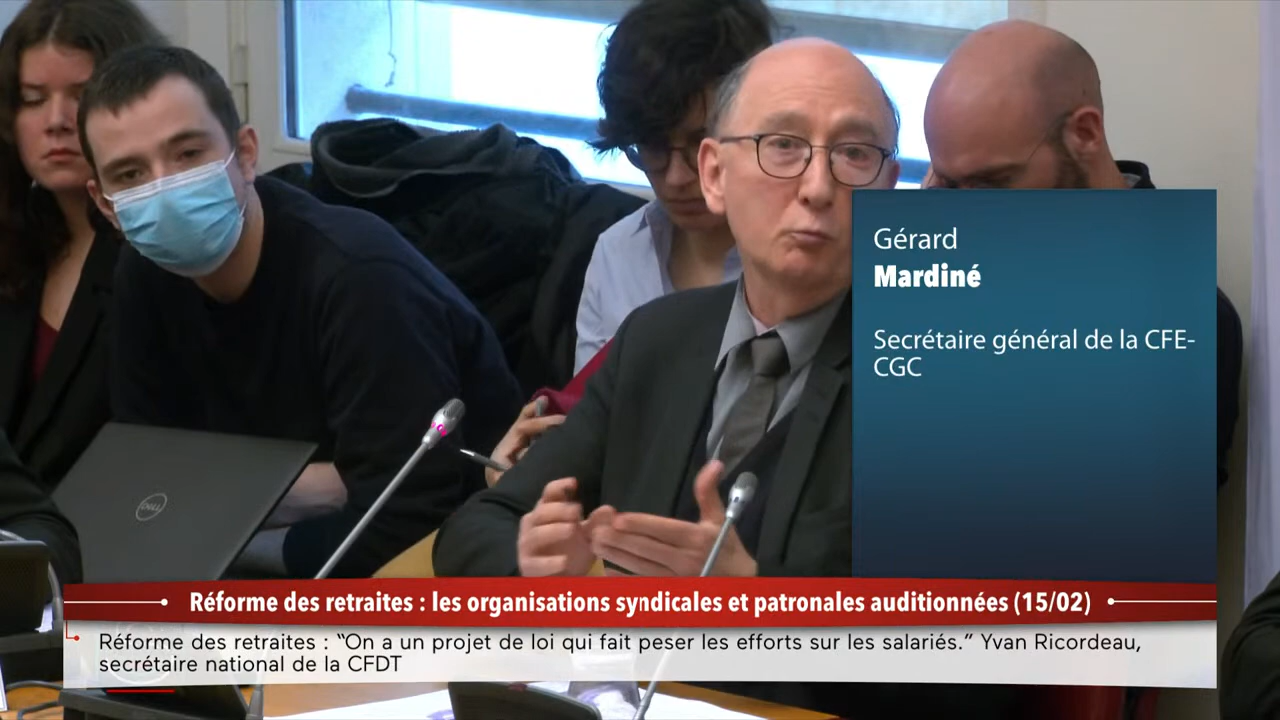 Gérard
Mardiné
Secrétaire général de la CFE-
CGC
DELL
Réforme des retraites : les organisations syndicales et patronales auditionnées (15/02)
Réforme des retraites : “On a un projet de loi qui fait peser les efforts sur les salariés.” Yvan Ricordeau,
secrétaire national de la CFDT